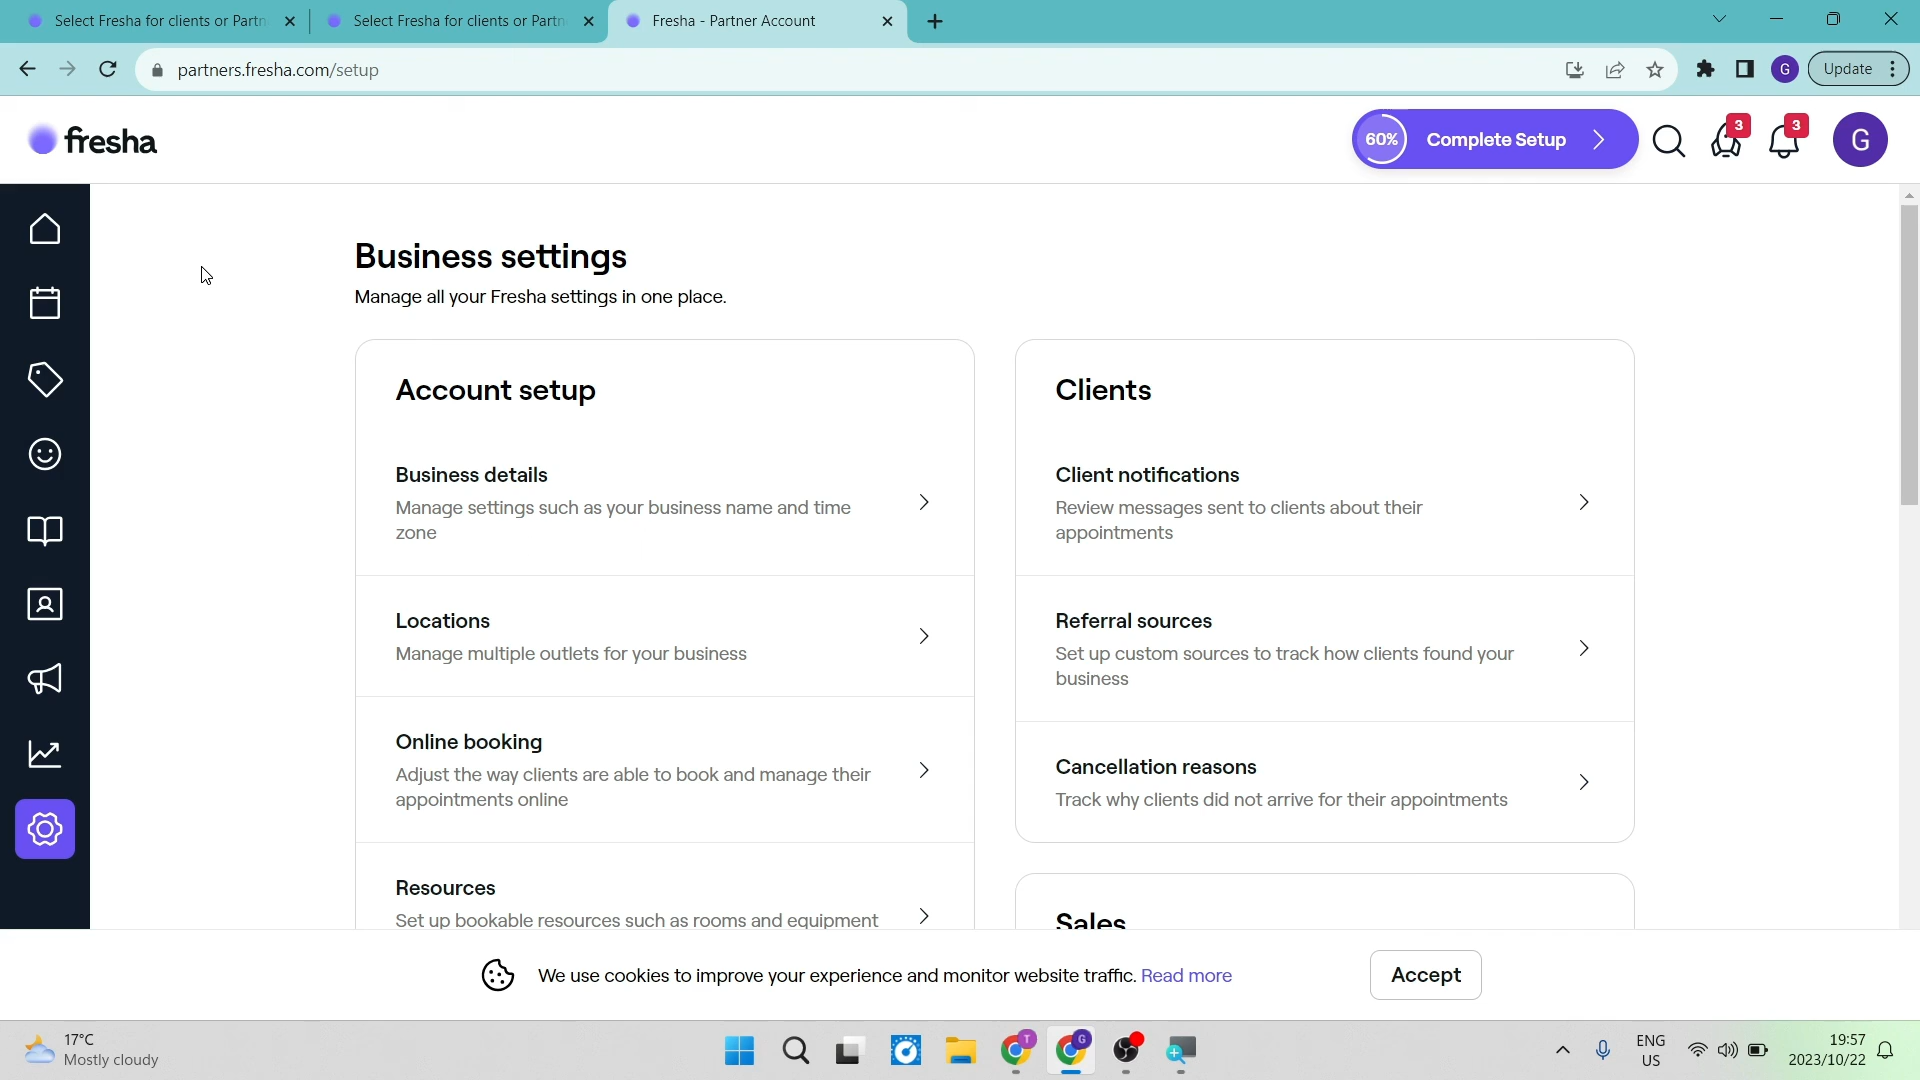 Select Fresha for clients or Partn
Select Fresha for clients or Partn
Fresha - Partner Account
partners.fresha.com/setup
G
Update
fresha
60%
Complete Setup
3
3
G
Business settings
Manage all your Fresha settings in one place.
Account setup
Business details
Manage settings such as your business name and time
zone
Locations
Manage multiple outlets for your business
Online booking
Adjust the way clients are able to book and manage their
appointments online
Resources
Set up bookable resources such as rooms and equipment
Clients
Client notifications
Review messages sent to clients about their
appointments
Referral sources
Set up custom sources to track how clients found your
business
Cancellation reasons
Track why clients did not arrive for their appointments
Sales
We use cookies to improve your experience and monitor website traffic. Read more
Accept
17°C
Mostly cloudy
T
G
ENG
US
19:57
2023/10/22